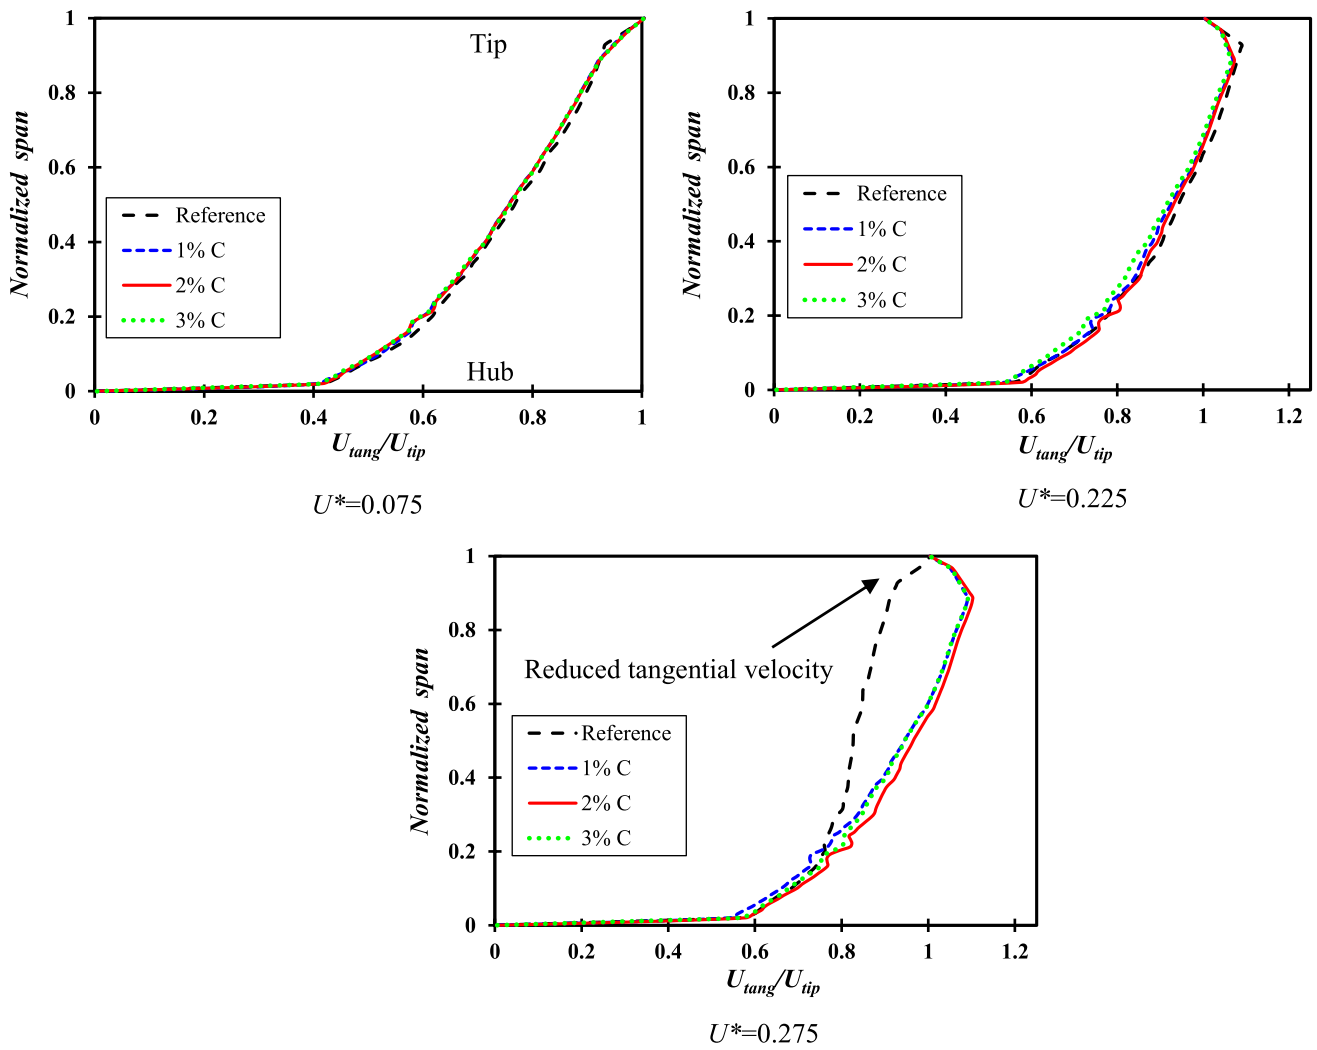 1
0.8
0.6
0.4
0.2
0
Normalized span
Tip
Hub
Reference
1% C
2% C
3% C
0 0.2 0.4 0.6 0.8 1
Utang/Utip
U*=0.075
1
0.8
0.6
0.4
0.2
0
Normalized span
Reference
1% C
2% C
3% C
0 0.2 0.4 0.6 0.8 1 1.2
Utang/Utip
U*=0.225
1
0.8
0.6
0.4
0.2
0
Normalized span
Reduced tangential velocity
Reference
1% C
2% C
3% C
0 0.2 0.4 0.6 0.8 1 1.2
Utang/Utip
U*=0.275